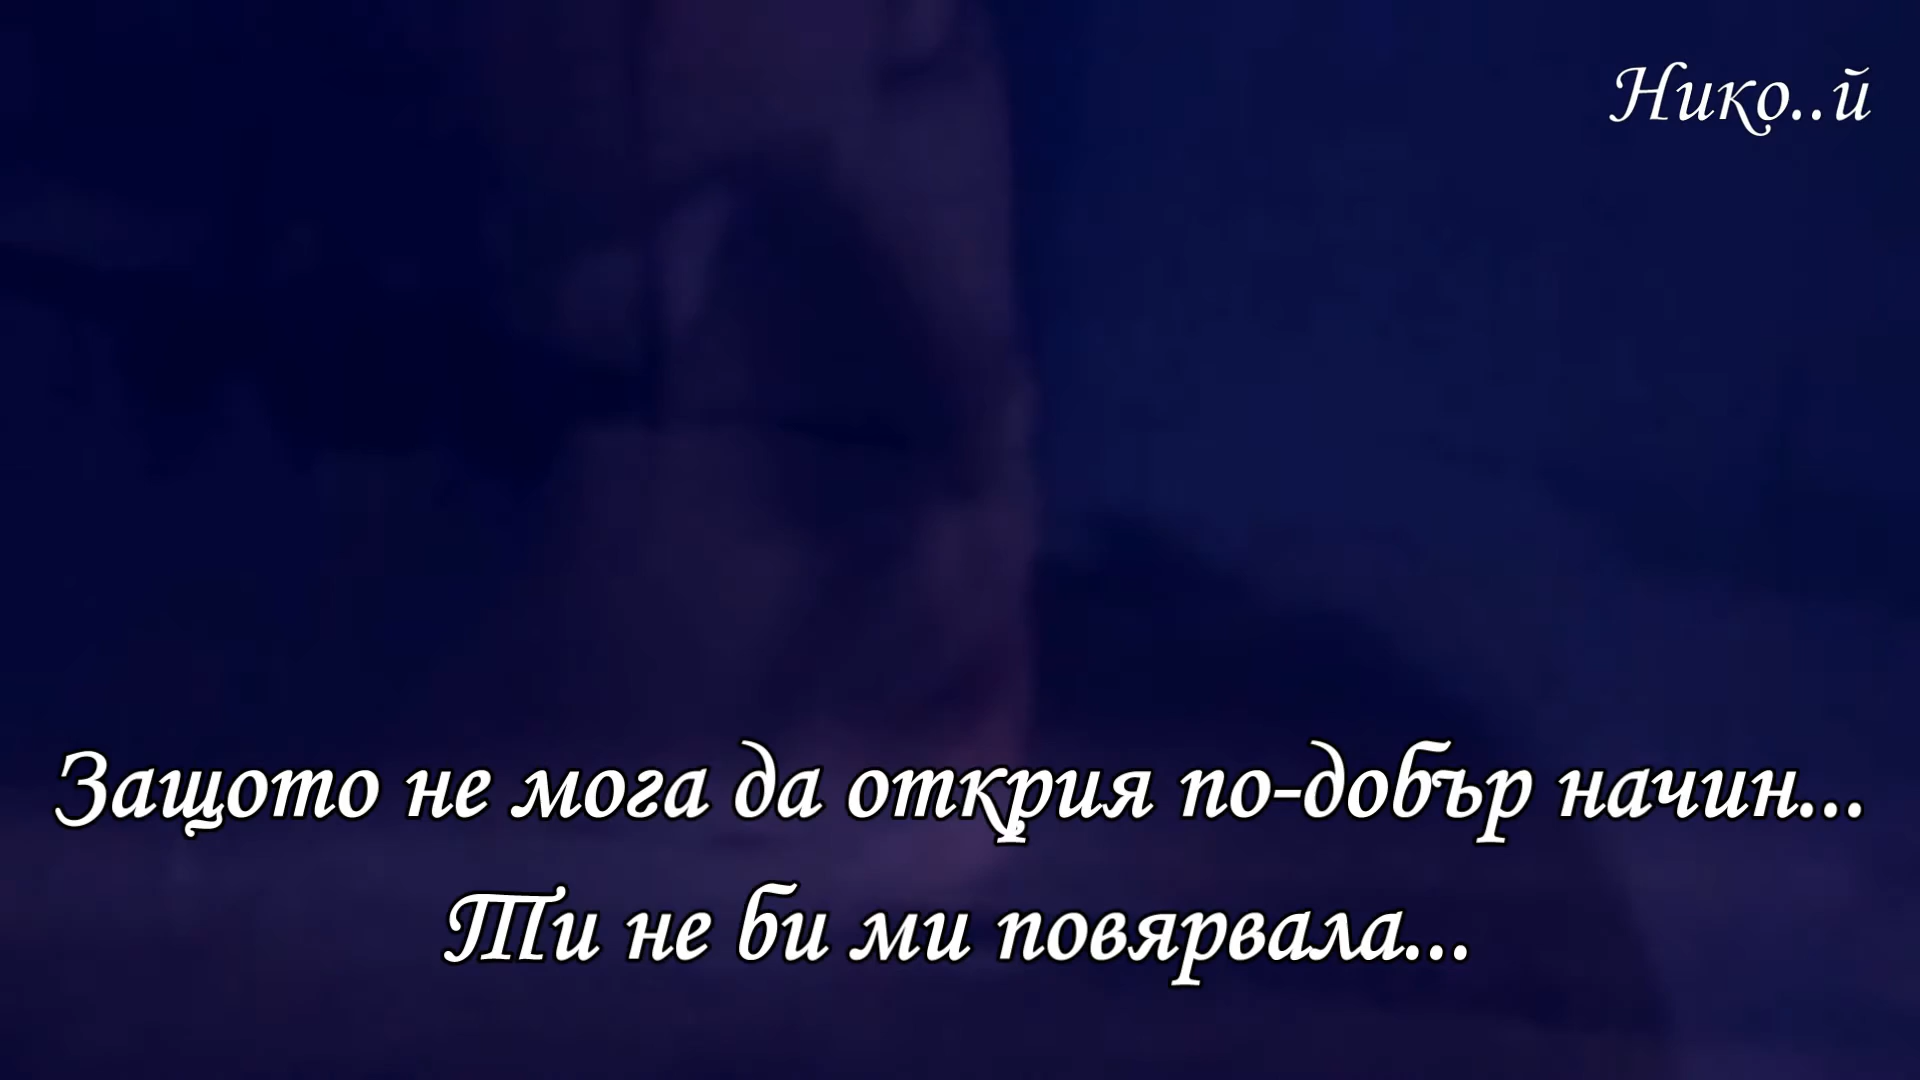 Нико..й
Защото не мога да открия по-добър начин...
Ти не би ми повярвала...